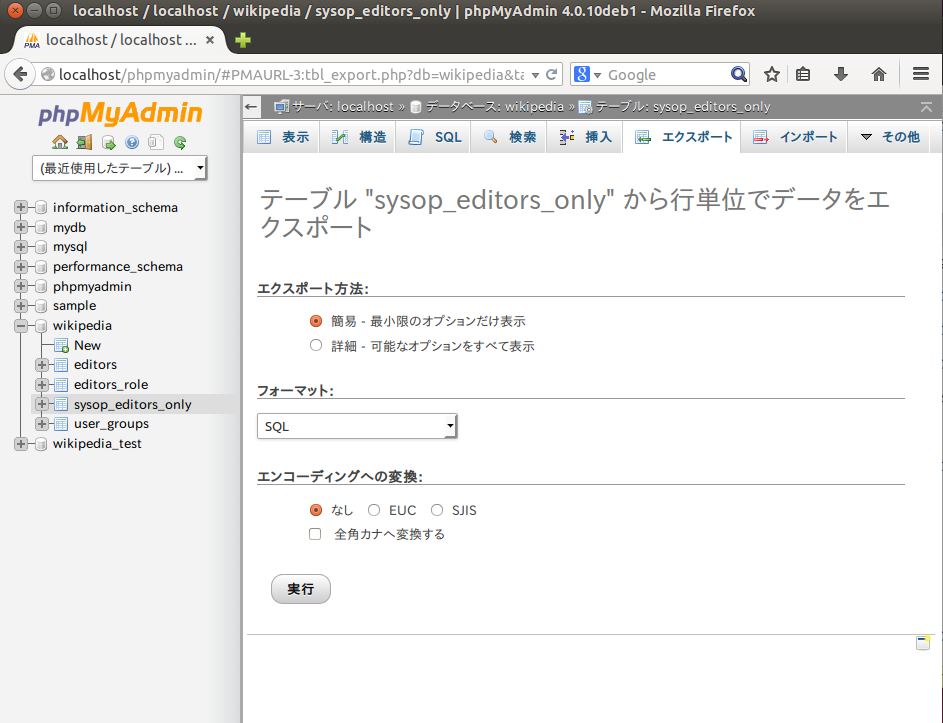 localhost / localhost / wikipedia / sysop_editors_only | phpMyAdmin 4.0.10deb1 - Mozilla Firefox
PMA localhost / localhost ...
localhost/phpmyadmin/#PMAURL-3:tbl_export.php?db=wikipedia&ta
Google
phpMyAdmin
(最近使用したテーブル) ...
information_schema
mydb
mysql
performance_schema
phpmyadmin
sample
wikipedia
New
editors
editors_role
sysop_editors_only
user_groups
wikipedia_test
サーバ: localhost » データベース: wikipedia » テーブル: sysop_editors_only
表示 構造 SQL 検索 挿入 エクスポート インポート その他
テーブル "sysop_editors_only" から行単位でデータをエ
クスポート
エクスポート方法:
簡易 - 最小限のオプションだけ表示
詳細 - 可能なオプションをすべて表示
フォーマット:
SQL
エンコーディングへの変換:
なし EUC SJIS
全角カナへ変換する
実行